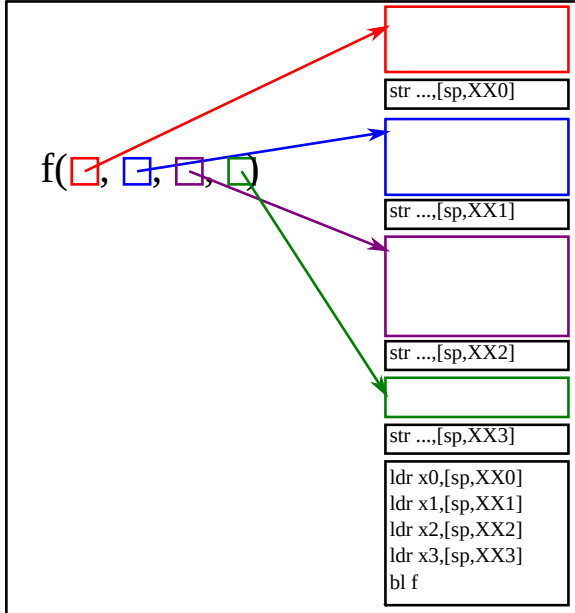 str ...,[sp,XX0]
f( , , , )
str ...,[sp,XX1]
str ...,[sp,XX2]
str ...,[sp,XX3]
ldr x0,[sp,XX0]
ldr x1,[sp,XX1]
ldr x2,[sp,XX2]
ldr x3,[sp,XX3]
bl f